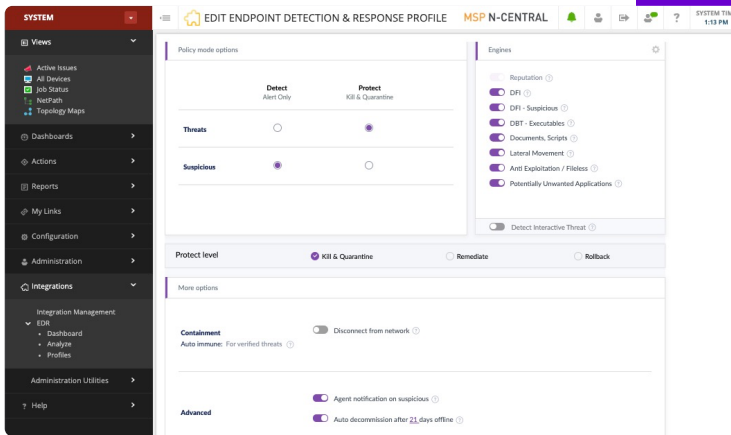 SYSTEM
EDIT ENDPOINT DETECTION & RESPONSE PROFILE
MSP N-CENTRAL
SYSTEM TIM
1:13 PM
Views
Active Issues
All Devices
Job Status
NetPath
Topology Maps
Dashboards
Actions
Reports
My Links
Configuration
Administration
Integrations
Integration Management
EDR
Dashboard
Analyze
Profiles
Administration Utilities
Help
Policy mode options
Detect
Protect
Alert Only
Kill & Quarantine
Threats
Suspicious
Engines
Reputation
DFI
DFI - Suspicious
DBT - Executables
Documents, Scripts
Lateral Movement
Anti Exploitation / Fileless
Potentially Unwanted Applications
Detect Interactive Threat
Protect level
Kill & Quarantine
Remediate
Rollback
More options
Containment
Disconnect from network
Auto immune: For verified threats
Agent notification on suspicious
Advanced
Auto decommission after 21 days offline